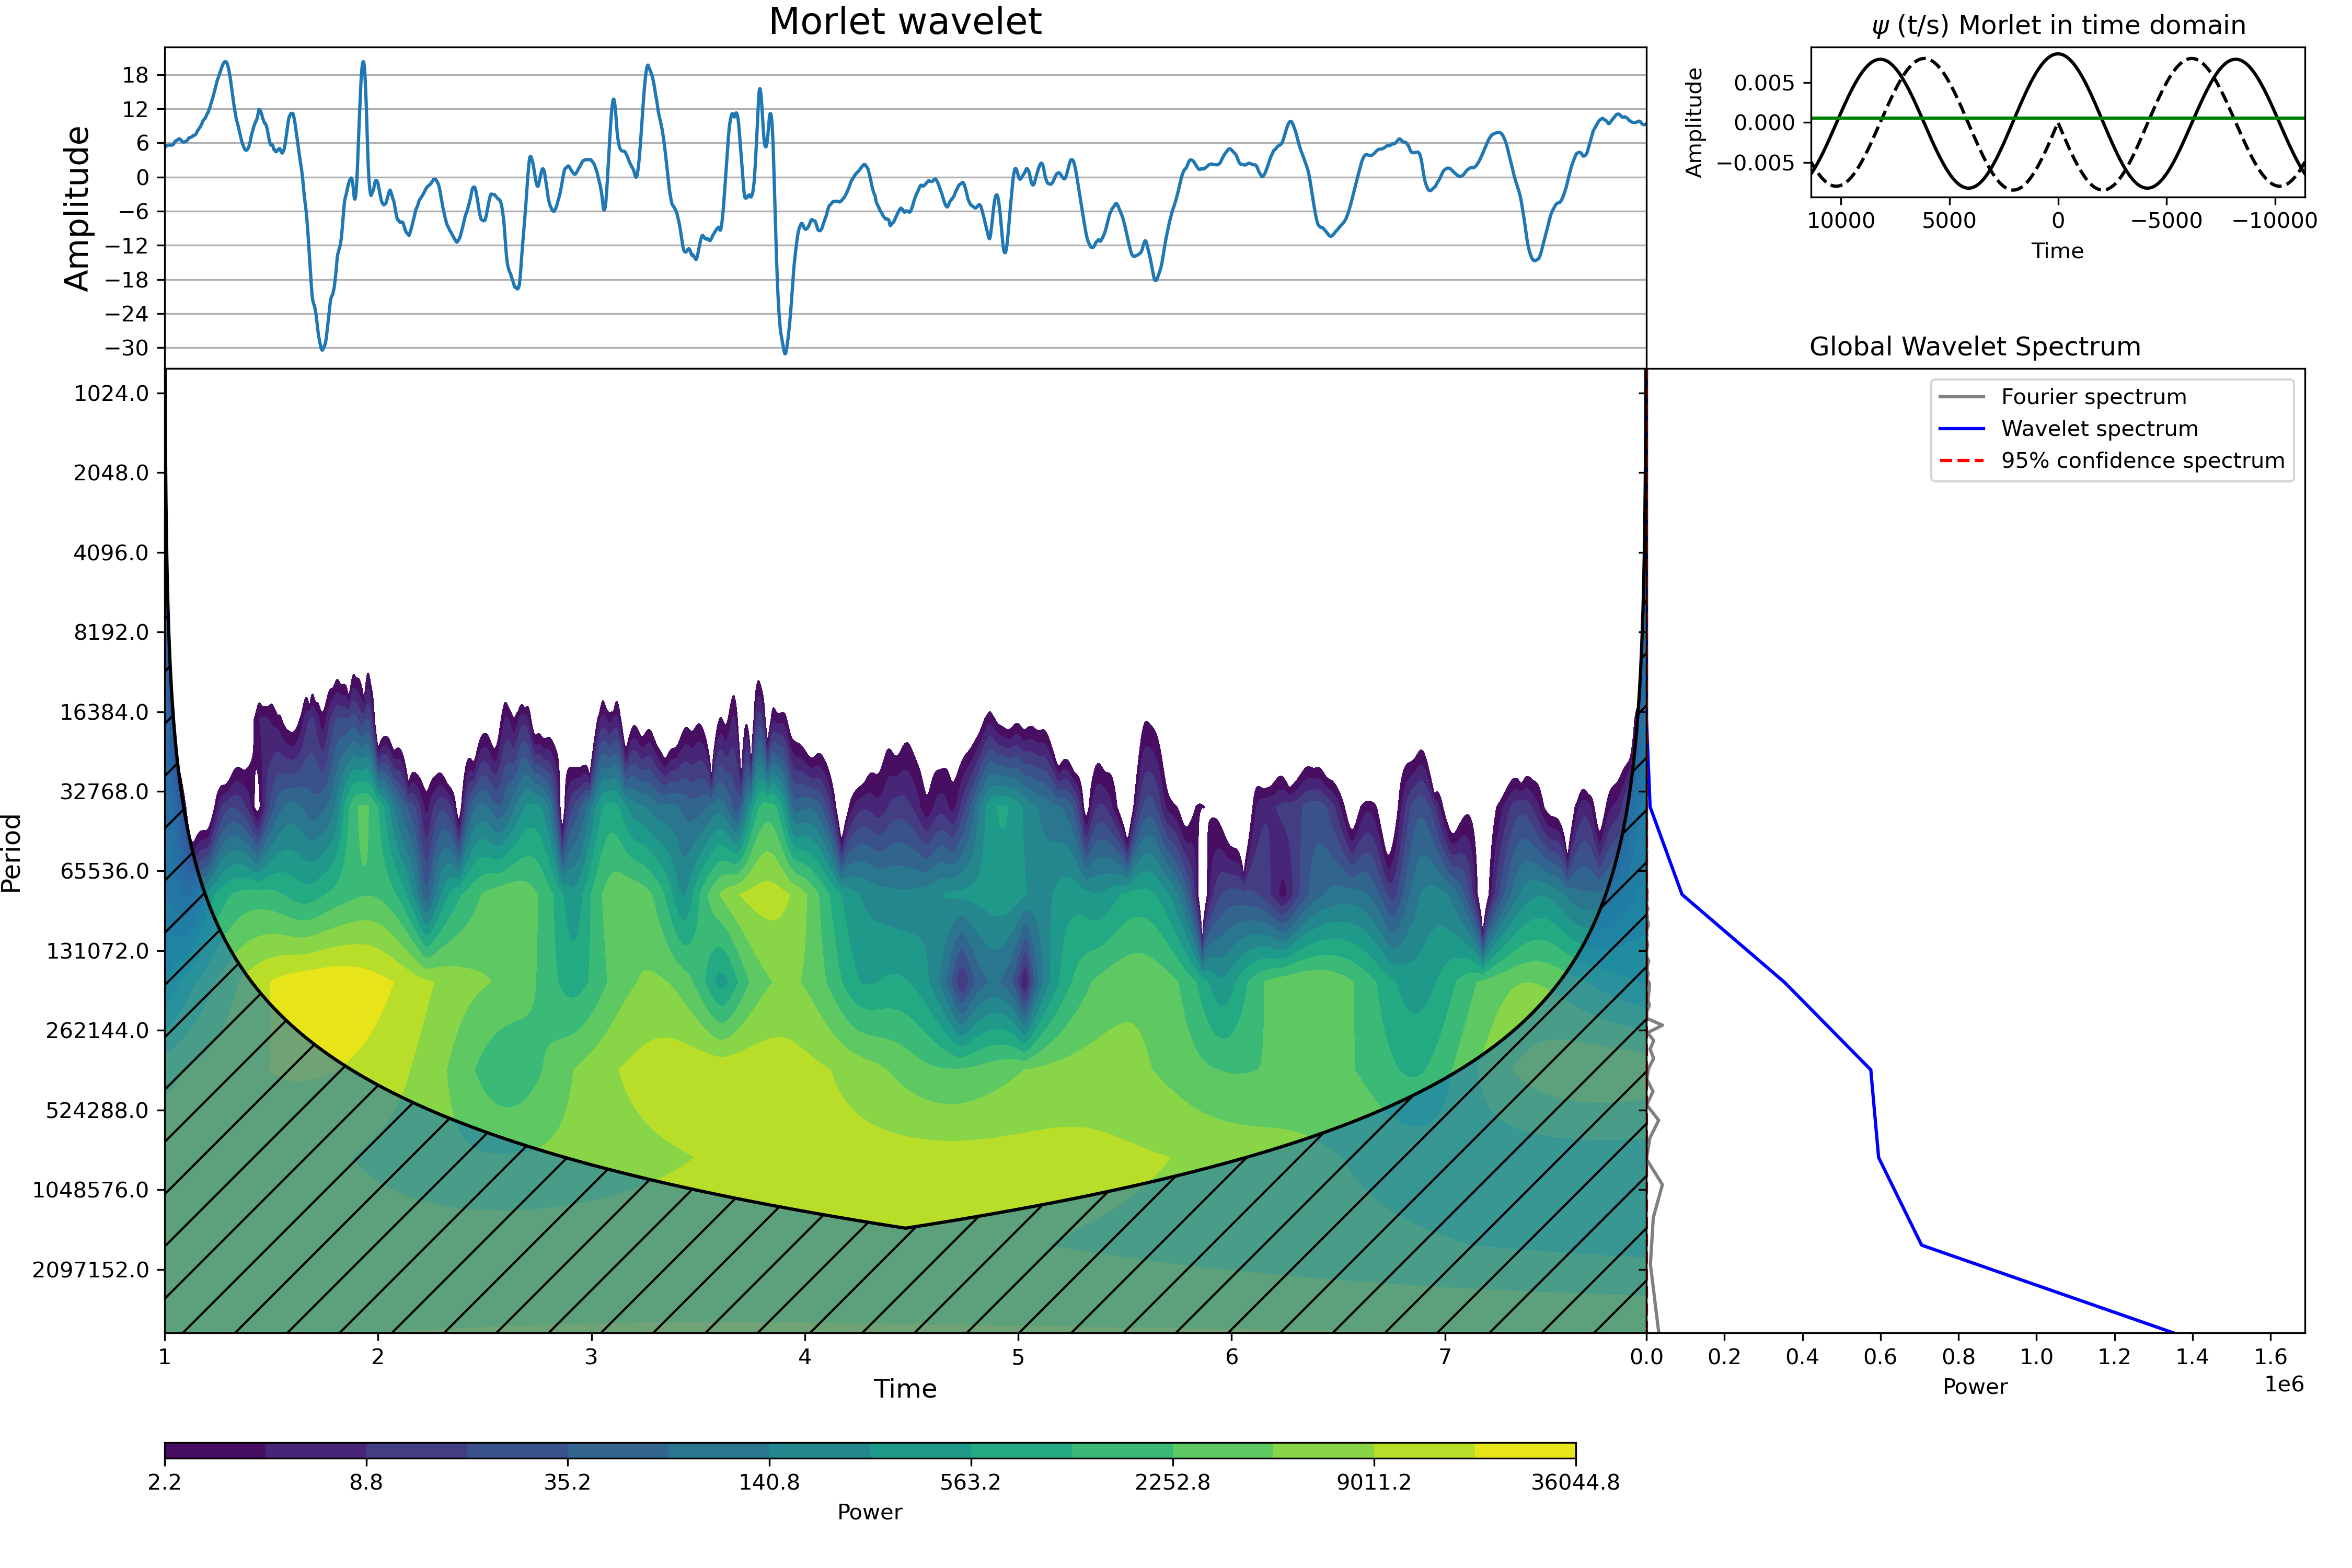 Morlet wavelet
Amplitude
18
12
6
0
−6
−12
−18
−24
−30
ψ (t/s) Morlet in time domain
Amplitude
0.005
0.000
−0.005
10000 5000 0 −5000 −10000
Time
Period
1024.0
2048.0
4096.0
8192.0
16384.0
32768.0
65536.0
131072.0
262144.0
524288.0
1048576.0
2097152.0
1 2 3 4 5 6 7
Time
Global Wavelet Spectrum
Fourier spectrum
Wavelet spectrum
95% confidence spectrum
0.0 0.2 0.4 0.6 0.8 1.0 1.2 1.4 1.6
1e6
Power
2.2 8.8 35.2 140.8 563.2 2252.8 9011.2 36044.8
Power